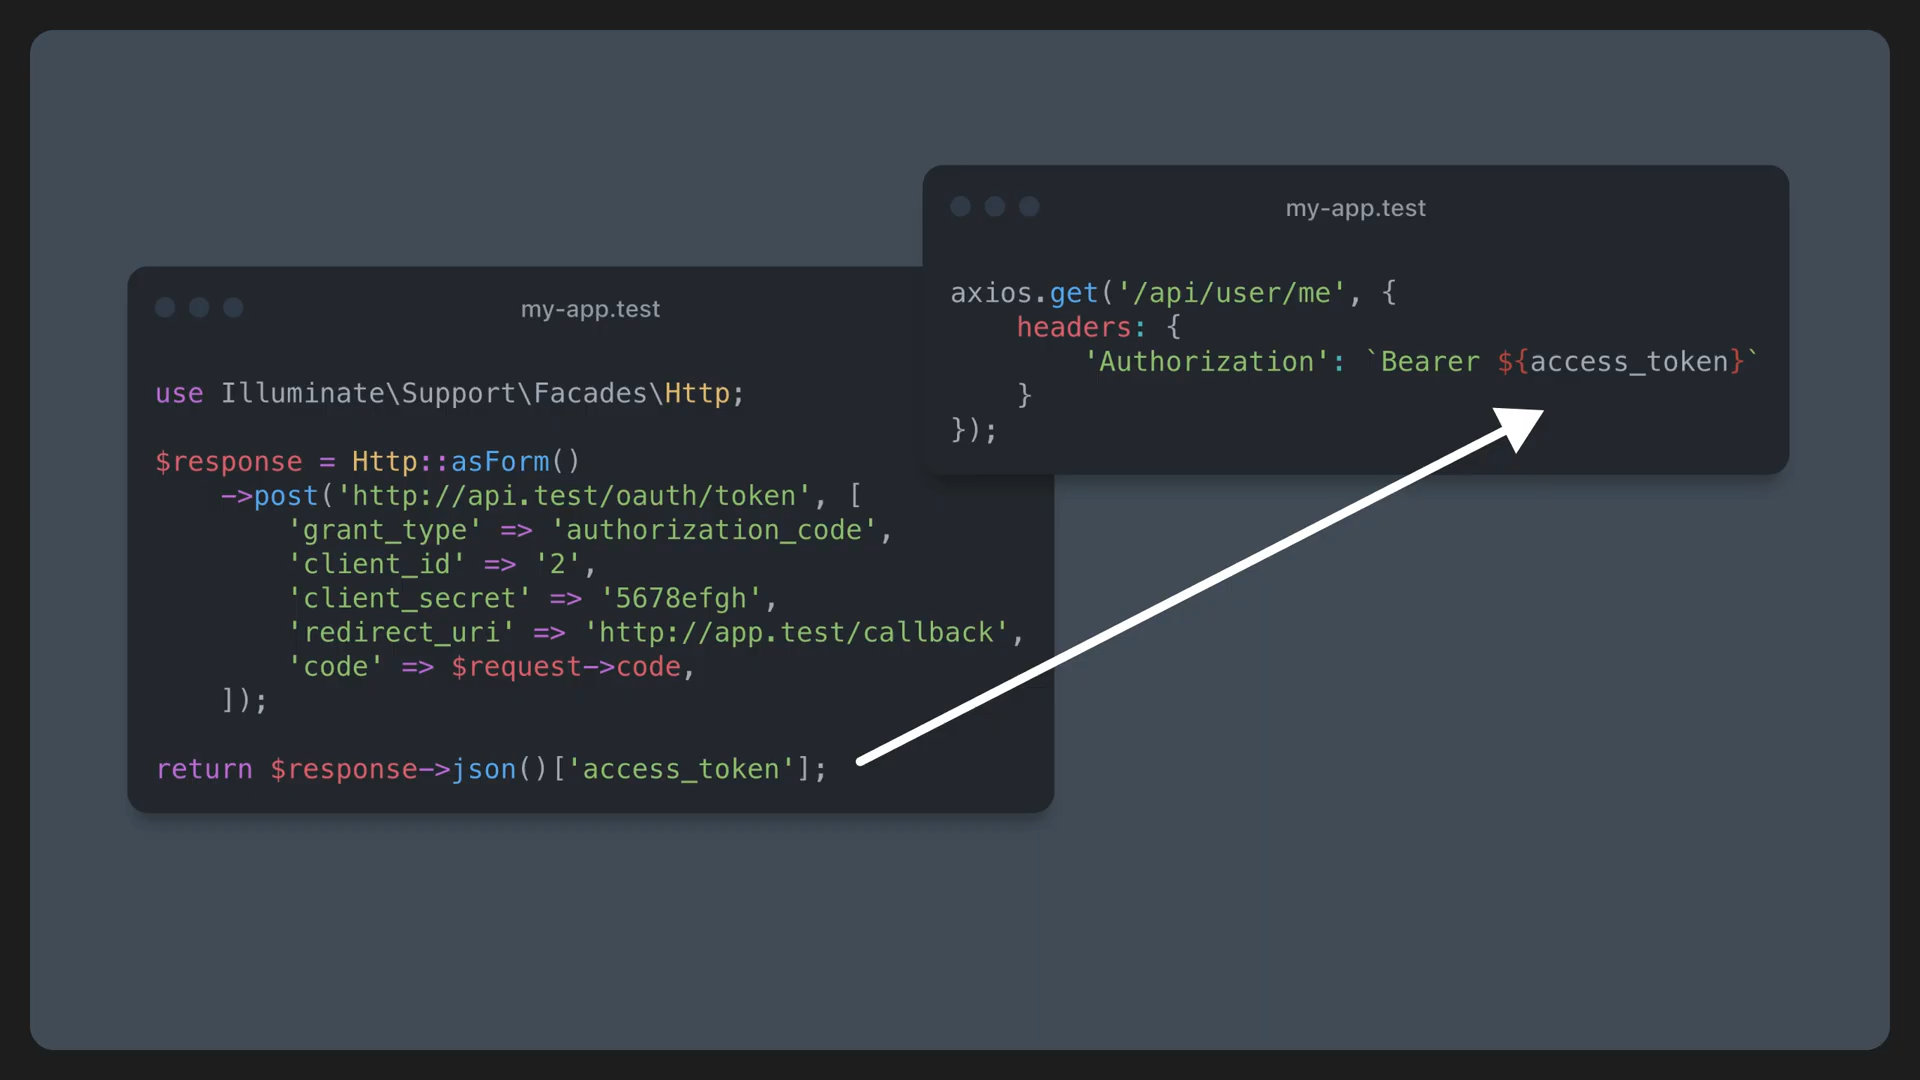 my-app.test
use Illuminate\Support\Facades\Http;
$response = Http::asForm()
    ->post('http://api.test/oauth/token', [
        'grant_type' => 'authorization_code',
        'client_id' => '2',
        'client_secret' => '5678efgh',
        'redirect_uri' => 'http://app.test/callback',
        'code' => $request->code,
    ]);
return $response->json()['access_token'];
my-app.test
axios.get('/api/user/me', {
    headers: {
        'Authorization': `Bearer ${access_token}`
    }
});